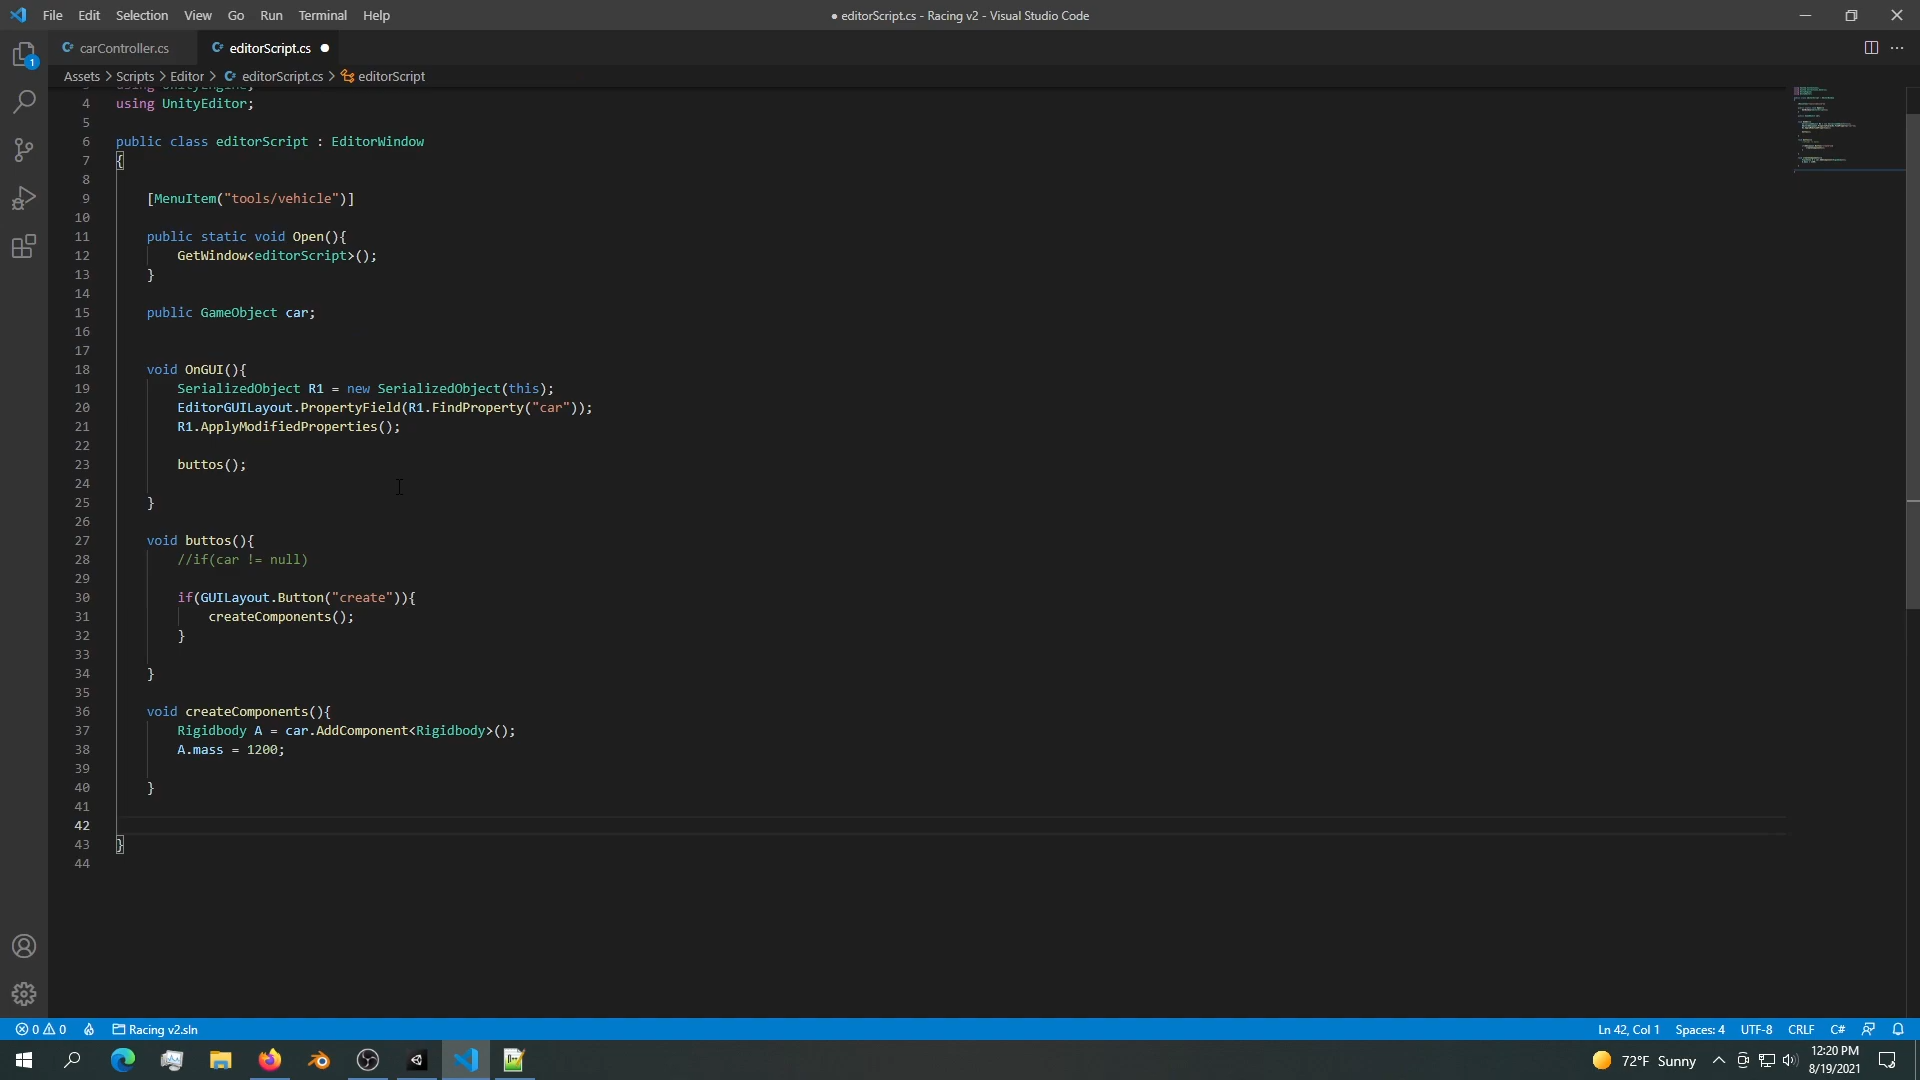 File Edit Selection View Go Run Terminal Help
● editorScript.cs - Racing v2 - Visual Studio Code
carController.cs
editorScript.cs ●
Assets > Scripts > Editor > editorScript.cs > editorScript
1
3 using UnityEngine;
4 using UnityEditor;
5
6 public class editorScript : EditorWindow
7 {
8
9 [MenuItem("tools/vehicle")]
10
11 public static void Open(){
12 GetWindow<editorScript>();
13 }
14
15 public GameObject car;
16
17
18 void OnGUI(){
19 SerializedObject R1 = new SerializedObject(this);
20 EditorGUILayout.PropertyField(R1.FindProperty("car"));
21 R1.ApplyModifiedProperties();
22
23 buttos();
24
25 }
26
27 void buttos(){
28 //if(car != null)
29
30 if(GUILayout.Button("create")){
31 createComponents();
32 }
33
34 }
35
36 void createComponents(){
37 Rigidbody A = car.AddComponent<Rigidbody>();
38 A.mass = 1200;
39
40 }
41
42
43 }
44
0 0 Racing v2.sln
Ln 42, Col 1 Spaces: 4 UTF-8 CRLF C#
72°F Sunny
12:20 PM
8/19/2021